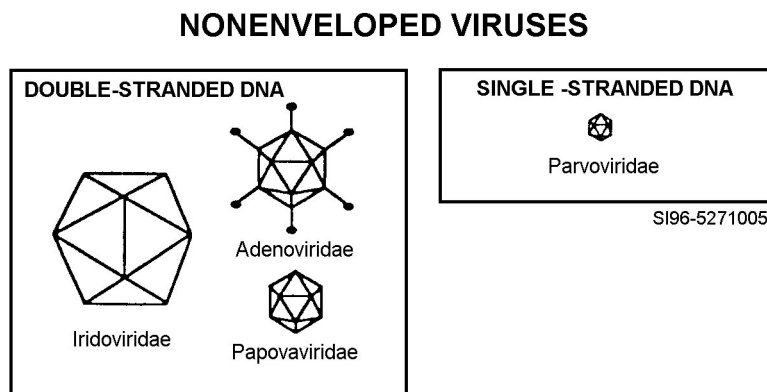 NONENVELOPED VIRUSES
DOUBLE-STRANDED DNA
Adenoviridae
Iridoviridae
Papovaviridae
SINGLE -STRANDED DNA
Parvoviridae
SI96-5271005